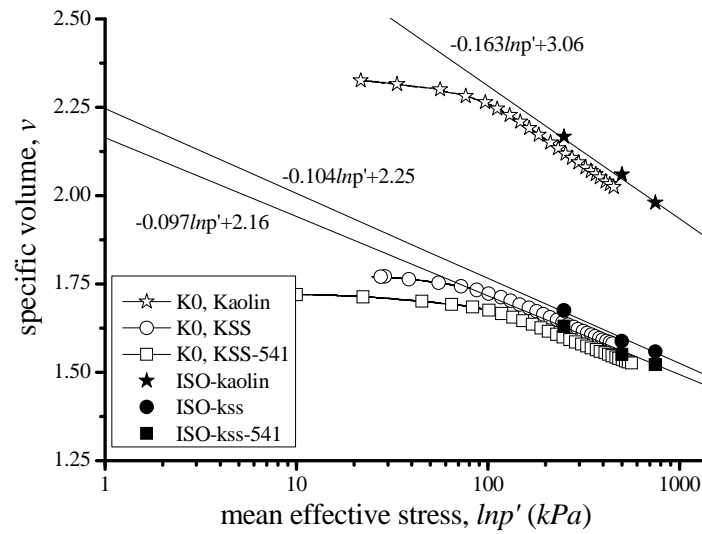 2.50
2.25
2.00
1.75
1.50
1.25
specific volume, v
-0.163lnp'+3.06
-0.104lnp'+2.25
-0.097lnp'+2.16
K0, Kaolin
K0, KSS
K0, KSS-541
ISO-kaolin
ISO-kss
ISO-kss-541
1 10 100 1000
mean effective stress, lnp' (kPa)